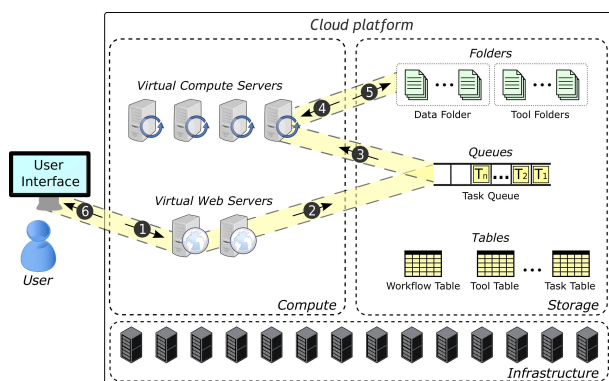 Cloud platform
Virtual Compute Servers
Folders
Data Folder
Tool Folders
4
5
3
Queues
Tn ... T2 T1
Task Queue
User
Interface
Virtual Web Servers
6
1
2
User
Tables
Workflow Table
Tool Table
Task Table
Compute
Storage
Infrastructure